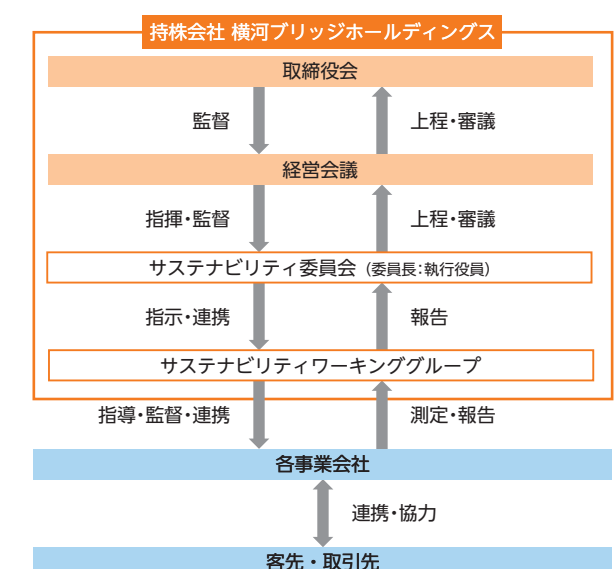 持株会社 横河ブリッジホールディングス
取締役会
監督
上程・審議
経営会議
指揮・監督
上程・審議
サステナビリティ委員会（委員長：執行役員）
指示・連携
報告
サステナビリティワーキンググループ
指導・監督・連携
測定・報告
各事業会社
連携・協力
客先・取引先